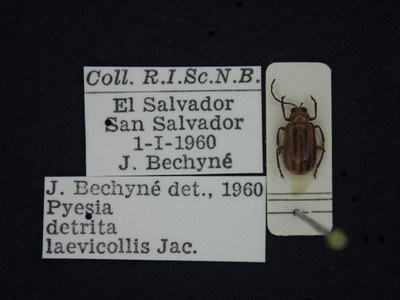 Coll. R.I.Sc.N.B.
El Salvador
San Salvador
1-I-1960
J. Bechyné
J. Bechyné det., 1960
Pyesia
detrita
laevicollis Jac.